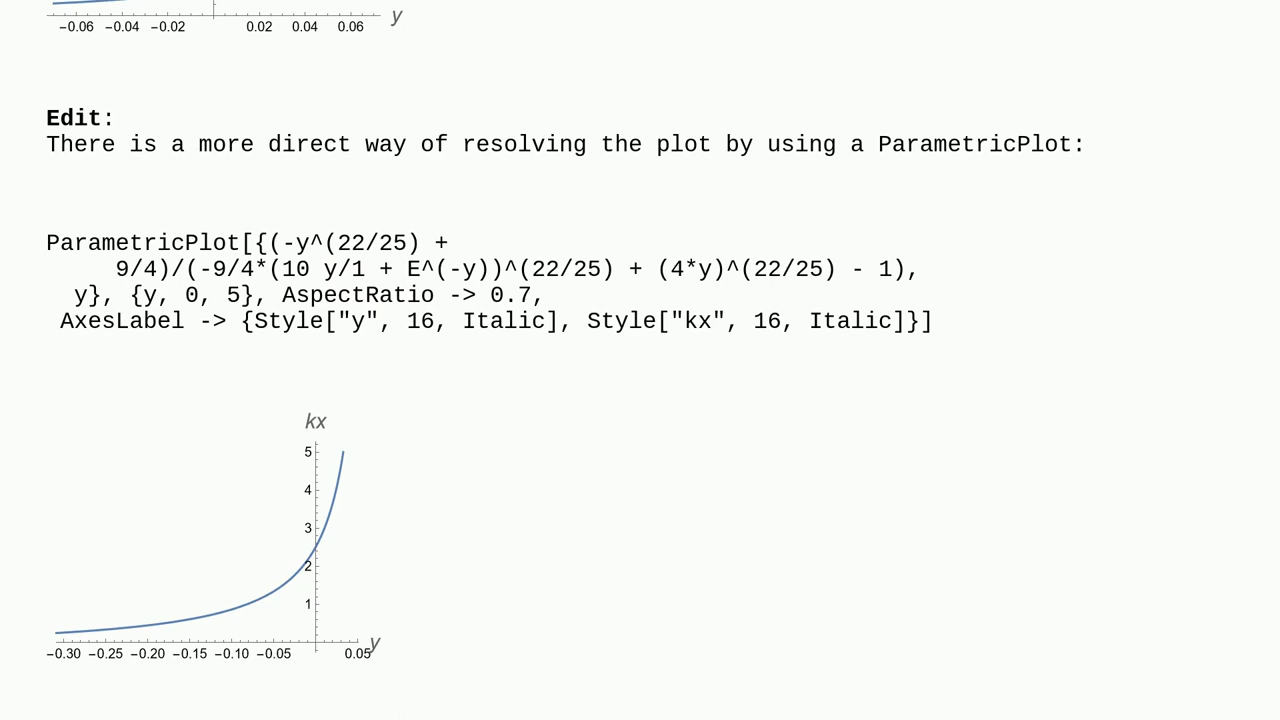 y
−0.06 −0.04 −0.02 0.02 0.04 0.06
Edit:
There is a more direct way of resolving the plot by using a ParametricPlot:
ParametricPlot[{(-y^(22/25) +
9/4)/(-9/4*(10 y/1 + E^(-y))^(22/25) + (4*y)^(22/25) - 1),
y}, {y, 0, 5}, AspectRatio -> 0.7,
AxesLabel -> {Style["y", 16, Italic], Style["kx", 16, Italic]}]
kx
5
4
3
2
1
y
−0.30 −0.25 −0.20 −0.15 −0.10 −0.05 0.05